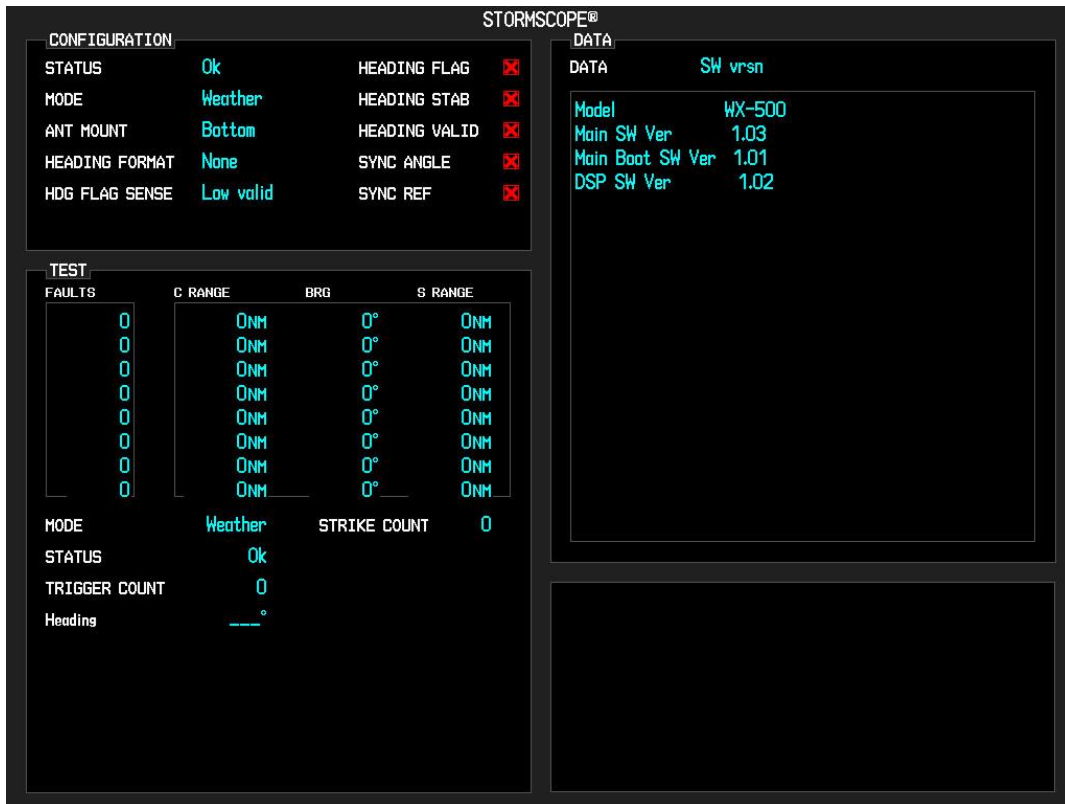 STORMSCOPE®
CONFIGURATION
STATUS Ok HEADING FLAG
MODE Weather HEADING STAB
ANT MOUNT Bottom HEADING VALID
HEADING FORMAT None SYNC ANGLE
HDG FLAG SENSE Low valid SYNC REF
TEST
FAULTS C RANGE BRG S RANGE
0 0NM 0° 0NM
0 0NM 0° 0NM
0 0NM 0° 0NM
0 0NM 0° 0NM
0 0NM 0° 0NM
0 0NM 0° 0NM
0 0NM 0° 0NM
0 0NM 0° 0NM
MODE Weather STRIKE COUNT 0
STATUS Ok
TRIGGER COUNT 0
Heading ___°
DATA
DATA SW vrsn
Model WX-500
Main SW Ver 1.03
Main Boot SW Ver 1.01
DSP SW Ver 1.02